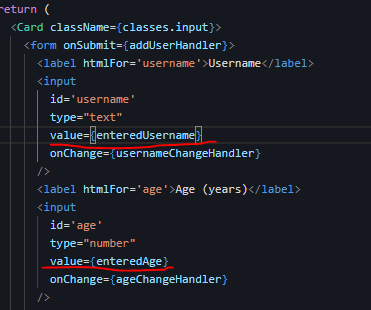 return (
<Card className={classes.input}>
<form onSubmit={addUserHandler}>
<label htmlFor='username'>Username</label>
<input
id='username'
type="text"
value={enteredUsername}
onChange={usernameChangeHandler}
/>
<label htmlFor='age'>Age (years)</label>
<input
id='age'
type="number"
value={enteredAge}
onChange={ageChangeHandler}
/>